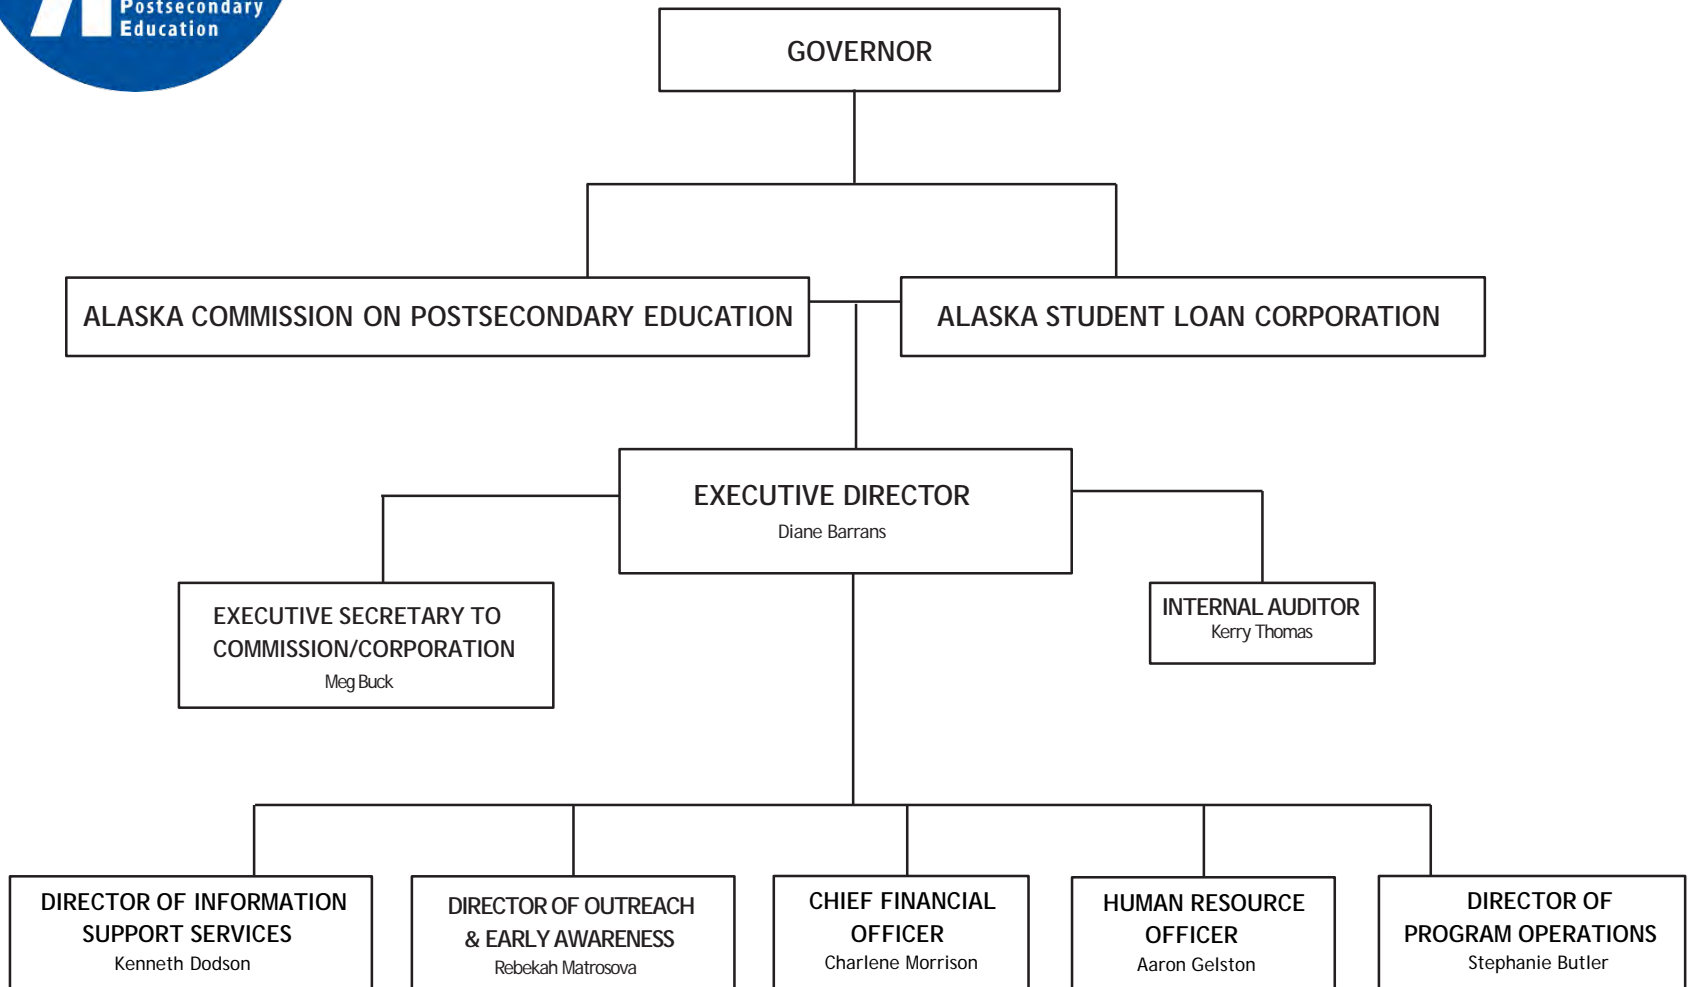 Postsecondary
Education
GOVERNOR
ALASKA COMMISSION ON POSTSECONDARY EDUCATION
ALASKA STUDENT LOAN CORPORATION
EXECUTIVE DIRECTOR
Diane Barrans
EXECUTIVE SECRETARY TO
COMMISSION/CORPORATION
Meg Buck
INTERNAL AUDITOR
Kerry Thomas
DIRECTOR OF INFORMATION
SUPPORT SERVICES
Kenneth Dodson
DIRECTOR OF OUTREACH
& EARLY AWARENESS
Rebekah Matrosova
CHIEF FINANCIAL
OFFICER
Charlene Morrison
HUMAN RESOURCE
OFFICER
Aaron Gelston
DIRECTOR OF
PROGRAM OPERATIONS
Stephanie Butler